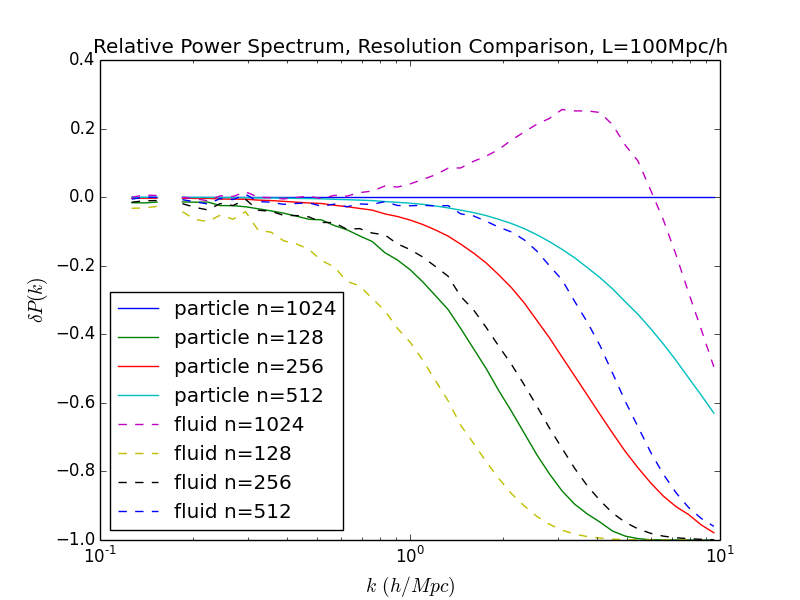 Relative Power Spectrum, Resolution Comparison, L=100Mpc/h
0.4
0.2
0.0
−0.2
−0.4
−0.6
−0.8
−1.0
δP(k)
particle n=1024
particle n=128
particle n=256
particle n=512
fluid n=1024
fluid n=128
fluid n=256
fluid n=512
10⁻¹ 10⁰ 10¹
k (h/Mpc)